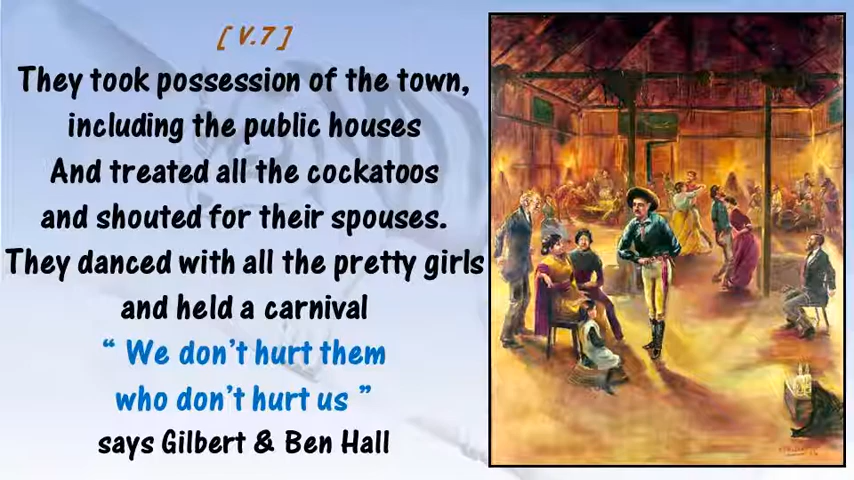 [ V.7 ]
They took possession of the town,
including the public houses
And treated all the cockatoos
and shouted for their spouses.
They danced with all the pretty girls
and held a carnival
“ We don’t hurt them
who don’t hurt us ”
says Gilbert & Ben Hall